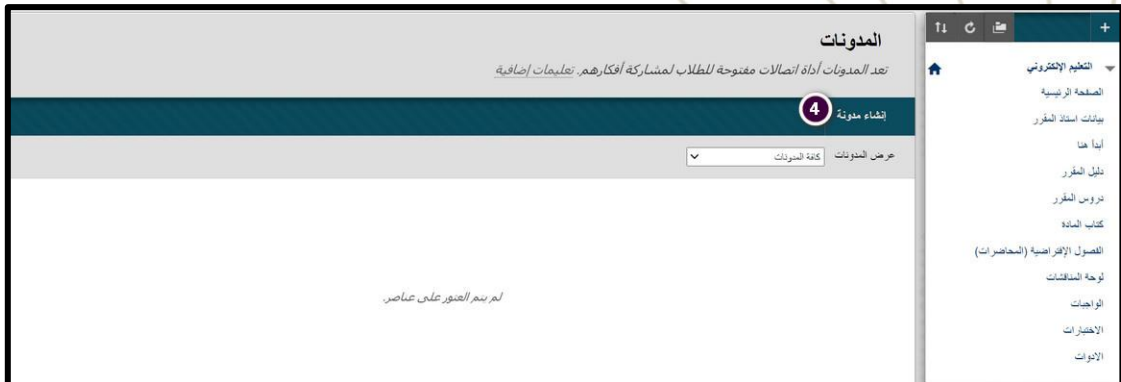 المدونات
تعد المدونات أداة اتصالات مفتوحة للطلاب لمشاركة أفكارهم. تعليمات إضافية
إنشاء مدونة 4
عرض المدونات كافة المدونات
لم يتم العثور على عناصر.
التعليم الإلكتروني
الصفحة الرئيسية
بيانات استاذ المقرر
أبدأ هنا
دليل المقرر
دروس المقرر
كتاب المادة
الفصول الإفتراضية (المحاضرات)
لوحة المناقشات
الواجبات
الاختبارات
الادوات